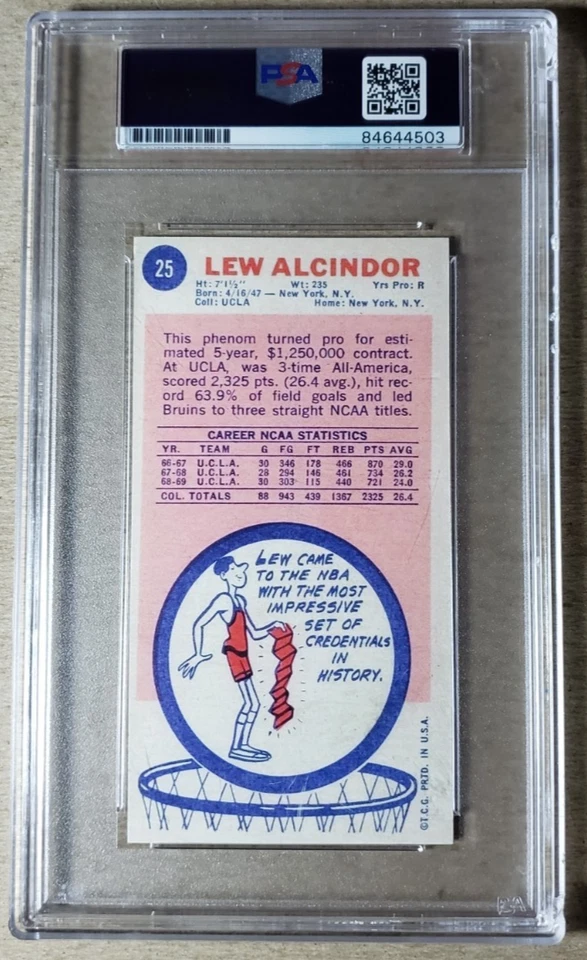 PSA
84644503
25
LEW ALCINDOR
Ht: 7'1½" Wt: 235 Yrs Pro: R
Born: 4/16/47 — New York, N.Y.
Coll: UCLA Home: New York, N.Y.
This phenom turned pro for esti-
mated 5-year, $1,250,000 contract.
At UCLA, was 3-time All-America,
scored 2,325 pts. (26.4 avg.), hit rec-
ord 63.9% of field goals and led
Bruins to three straight NCAA titles.
CAREER NCAA STATISTICS
YR. TEAM G FG FT REB PTS AVG
66-67 U.C.L.A. 30 346 178 466 870 29.0
67-68 U.C.L.A. 28 294 146 461 734 26.2
68-69 U.C.L.A. 30 303 115 440 721 24.0
COL. TOTALS 88 943 439 1367 2325 26.4
LEW CAME
TO THE NBA
WITH THE MOST
IMPRESSIVE
SET OF
CREDENTIALS
IN
HISTORY.
©T.C.G. PRTD. IN U.S.A.
PSA